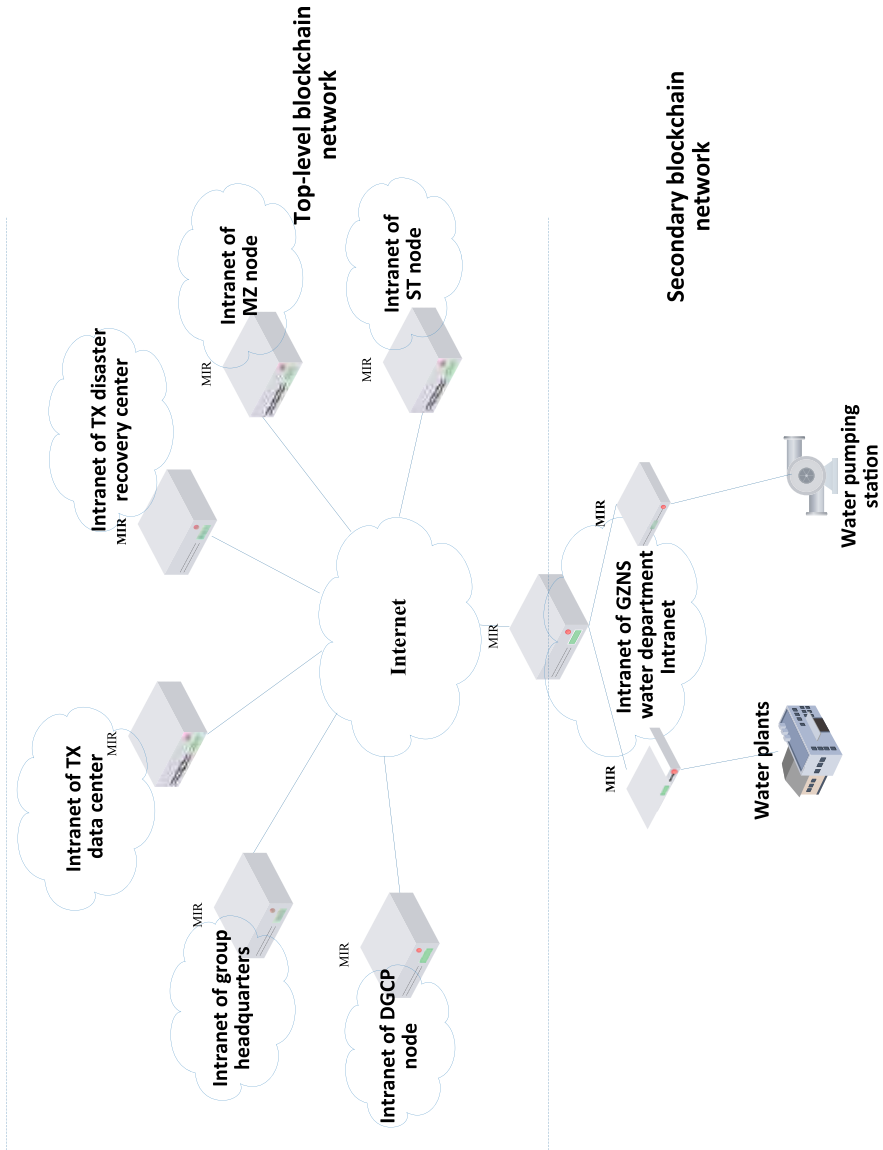 Top-level blockchain
network
Intranet of TX
data center
MIR
Intranet of TX disaster
recovery center
MIR
Intranet of group
headquarters
MIR
Intranet of
MZ node
MIR
Intranet of DGCP
node
MIR
Internet
Intranet of
ST node
MIR
MIR
Secondary blockchain
network
Intranet of GZNS
water department
Intranet
MIR
MIR
Water plants
Water pumping
station